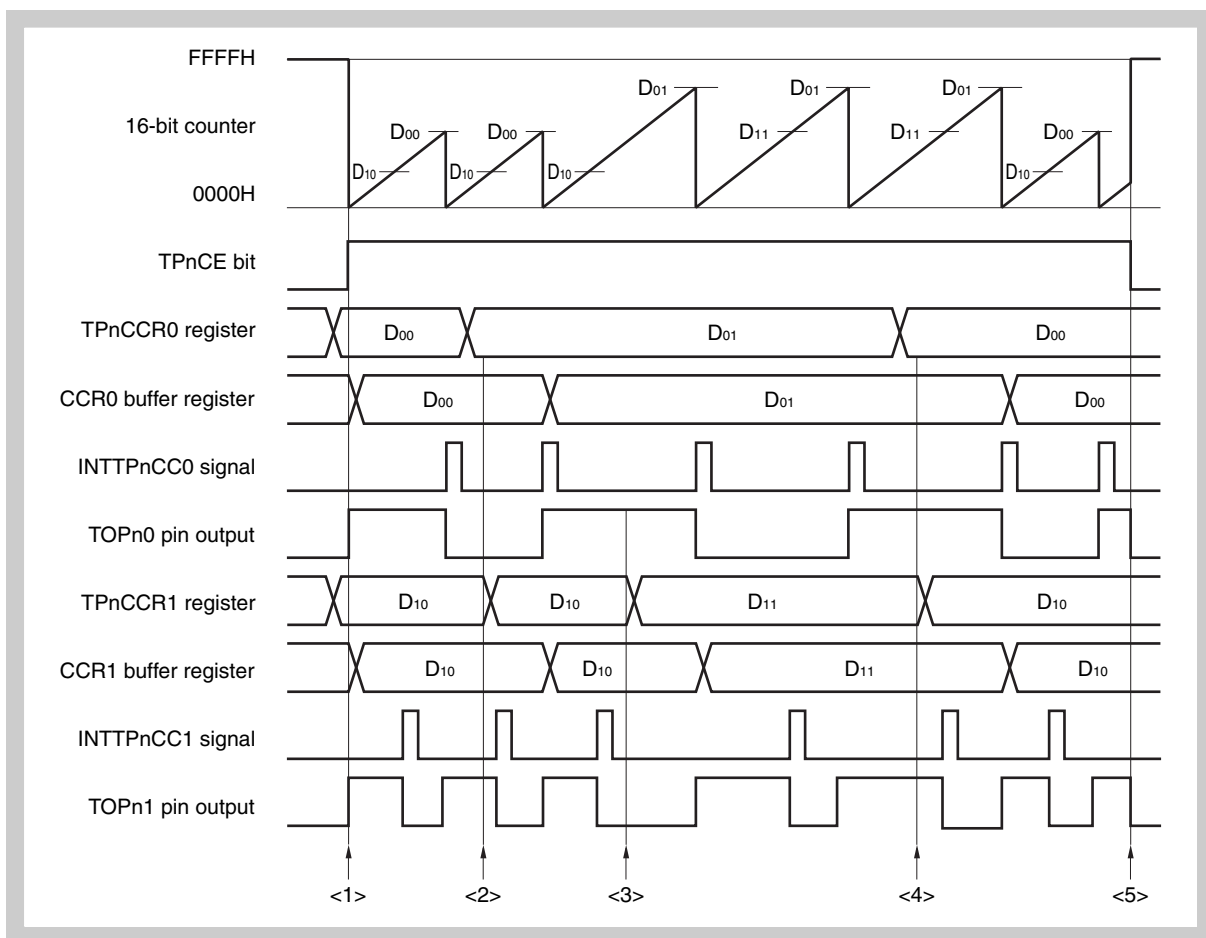 FFFFH
D01 D01 D01
16-bit counter D00 D00 D11 D11 D00
D10 D10 D10 D10
0000H
TPnCE bit
TPnCCR0 register D00 D01 D00
CCR0 buffer register D00 D01 D00
INTTPnCC0 signal
TOPn0 pin output
TPnCCR1 register D10 D10 D11 D10
CCR1 buffer register D10 D10 D11 D10
INTTPnCC1 signal
TOPn1 pin output
<1> <2> <3> <4> <5>